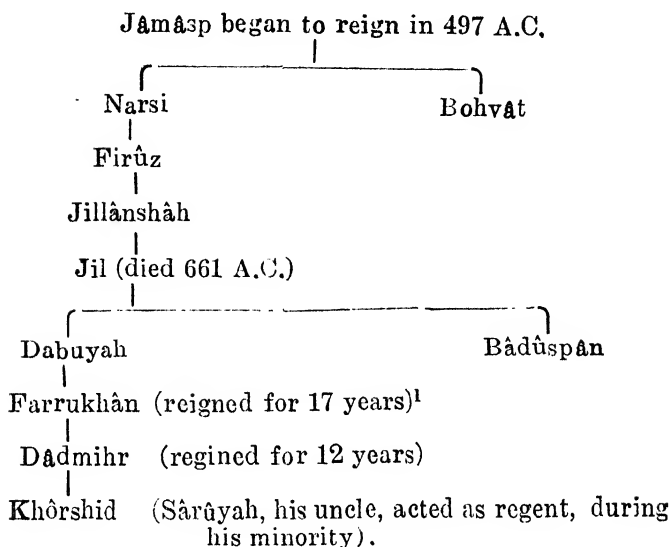 Jâmâsp began to reign in 497 A.C.
Narsi Bohvât
Firûz
Jillânshâh
Jil (died 661 A.C.)
Dabuyah Bâdûspân
Farrukhân (reigned for 17 years)¹
Dâdmihr (regined for 12 years)
Khôrshid (Sârûyah, his uncle, acted as regent, during
his minority).